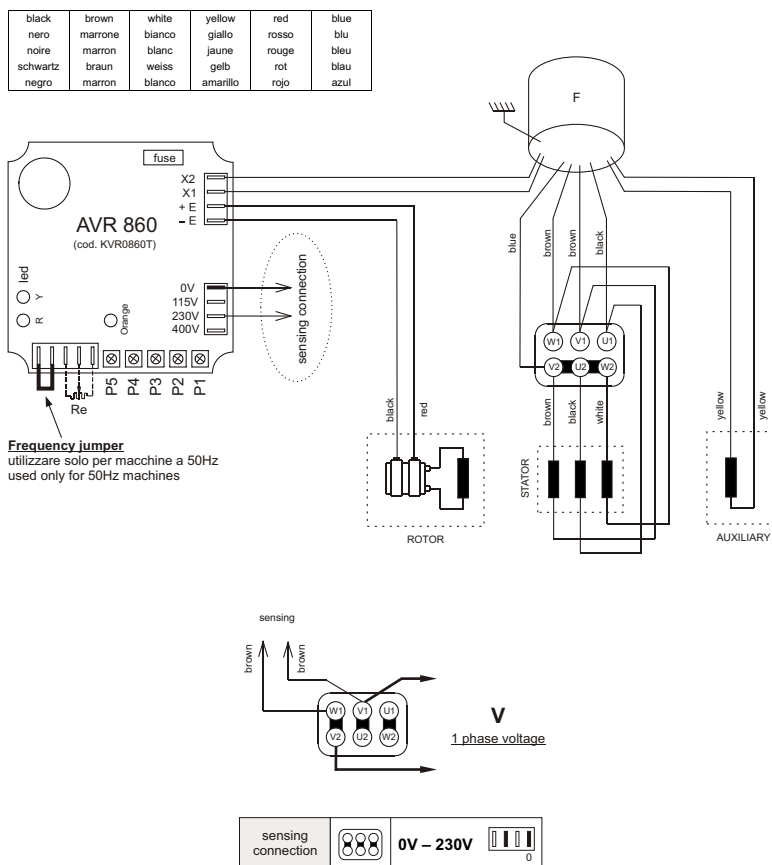 black brown white yellow red blue
nero marrone bianco giallo rosso blu
noire marron blanc jaune rouge bleu
schwartz braun weiss gelb rot blau
negro marron blanco amarillo rojo azul
F
fuse
X2
X1
+ E
– E
AVR 860
(cod. KVR0860T)
led
Y
R
Orange
0V
115V
230V
400V
sensing connection
P5 P4 P3 P2 P1
Re
Frequency jumper
utilizzare solo per macchine a 50Hz
used only for 50Hz machines
blue brown brown black
W1 V1 U1
V2 U2 W2
brown black white
black red
yellow yellow
STATOR
ROTOR
AUXILIARY
sensing
brown brown
W1 V1 U1
V2 U2 W2
V
1 phase voltage
sensing
connection
0V – 230V
0